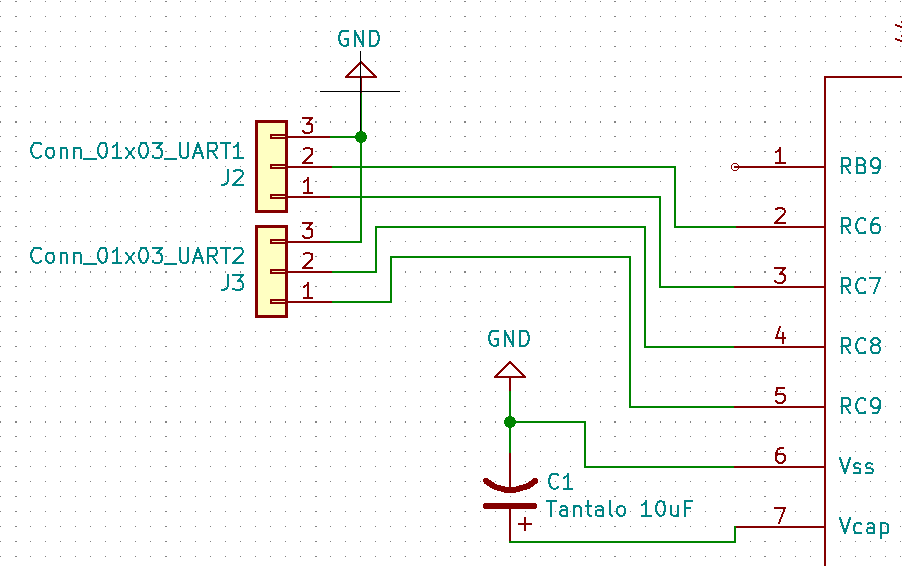 GND
3
Conn_01x03_UART1
2
J2
1
3
Conn_01x03_UART2
2
J3
1
1
RB9
2
RC6
3
RC7
4
RC8
5
RC9
6
Vss
7
Vcap
GND
C1
Tantalo 10uF
+